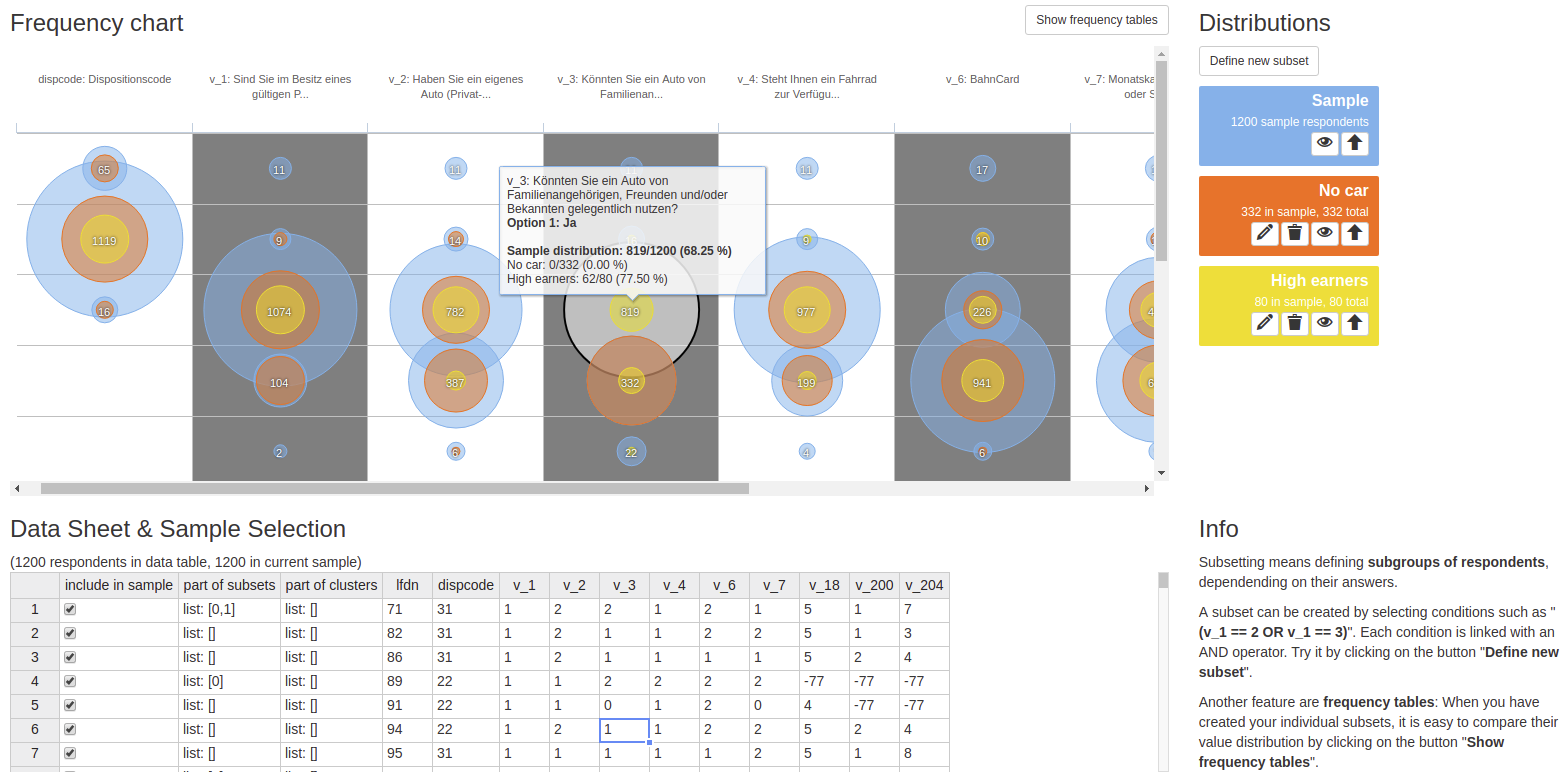 Frequency chart
Show frequency tables
dispcode: Dispositionscode
v_1: Sind Sie im Besitz eines
gültigen P...
v_2: Haben Sie ein eigenes
Auto (Privat-...
v_3: Könnten Sie ein Auto von
Familienan...
v_4: Steht Ihnen ein Fahrrad
zur Verfügu...
v_6: BahnCard
v_7: Monatska
oder S
65
11
11
11
17
1119
9
14
9
10
16
1074
782
819
977
226
104
387
332
199
941
2
6
22
4
6
v_3: Könnten Sie ein Auto von
Familienangehörigen, Freunden und/oder
Bekannten gelegentlich nutzen?
Option 1: Ja
Sample distribution: 819/1200 (68.25 %)
No car: 0/332 (0.00 %)
High earners: 62/80 (77.50 %)
Distributions
Define new subset
Sample
1200 sample respondents
No car
332 in sample, 332 total
High earners
80 in sample, 80 total
Data Sheet & Sample Selection
(1200 respondents in data table, 1200 in current sample)
include in sample part of subsets part of clusters lfdn dispcode v_1 v_2 v_3 v_4 v_6 v_7 v_18 v_200 v_204
1 list: [0,1] list: [] 71 31 1 2 2 1 2 1 5 1 7
2 list: [] list: [] 82 31 1 2 1 1 2 2 5 1 3
3 list: [] list: [] 86 31 1 2 1 1 1 1 5 2 4
4 list: [0] list: [] 89 22 1 1 2 2 2 2 -77 -77 -77
5 list: [] list: [] 91 22 1 1 0 1 2 0 4 -77 -77
6 list: [] list: [] 94 22 1 2 1 1 2 2 5 2 4
7 list: [] list: [] 95 31 1 1 1 1 1 2 5 1 8
Info
Subsetting means defining subgroups of respondents,
dependending on their answers.
A subset can be created by selecting conditions such as "
(v_1 == 2 OR v_1 == 3)". Each condition is linked with an
AND operator. Try it by clicking on the button "Define new
subset".
Another feature are frequency tables: When you have
created your individual subsets, it is easy to compare their
value distribution by clicking on the button "Show
frequency tables".